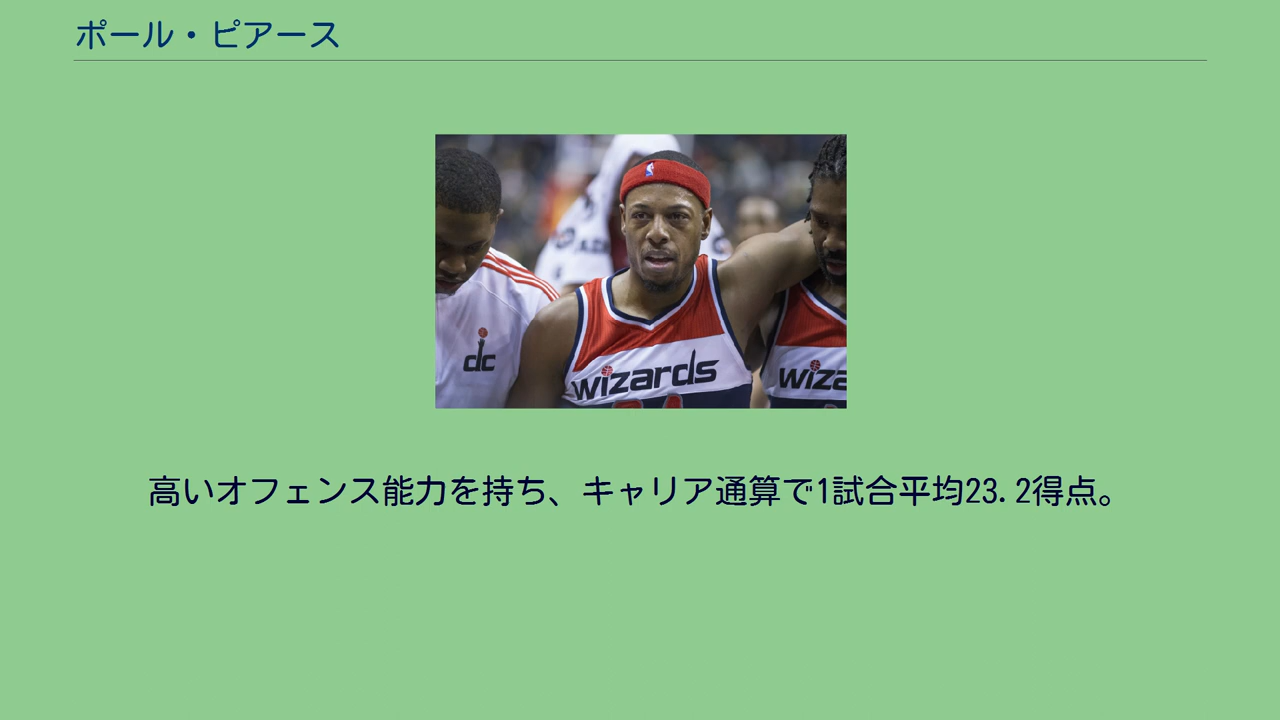 ポール・ピアース
dc
wizards
wiza
高いオフェンス能力を持ち、キャリア通算で1試合平均23.2得点。